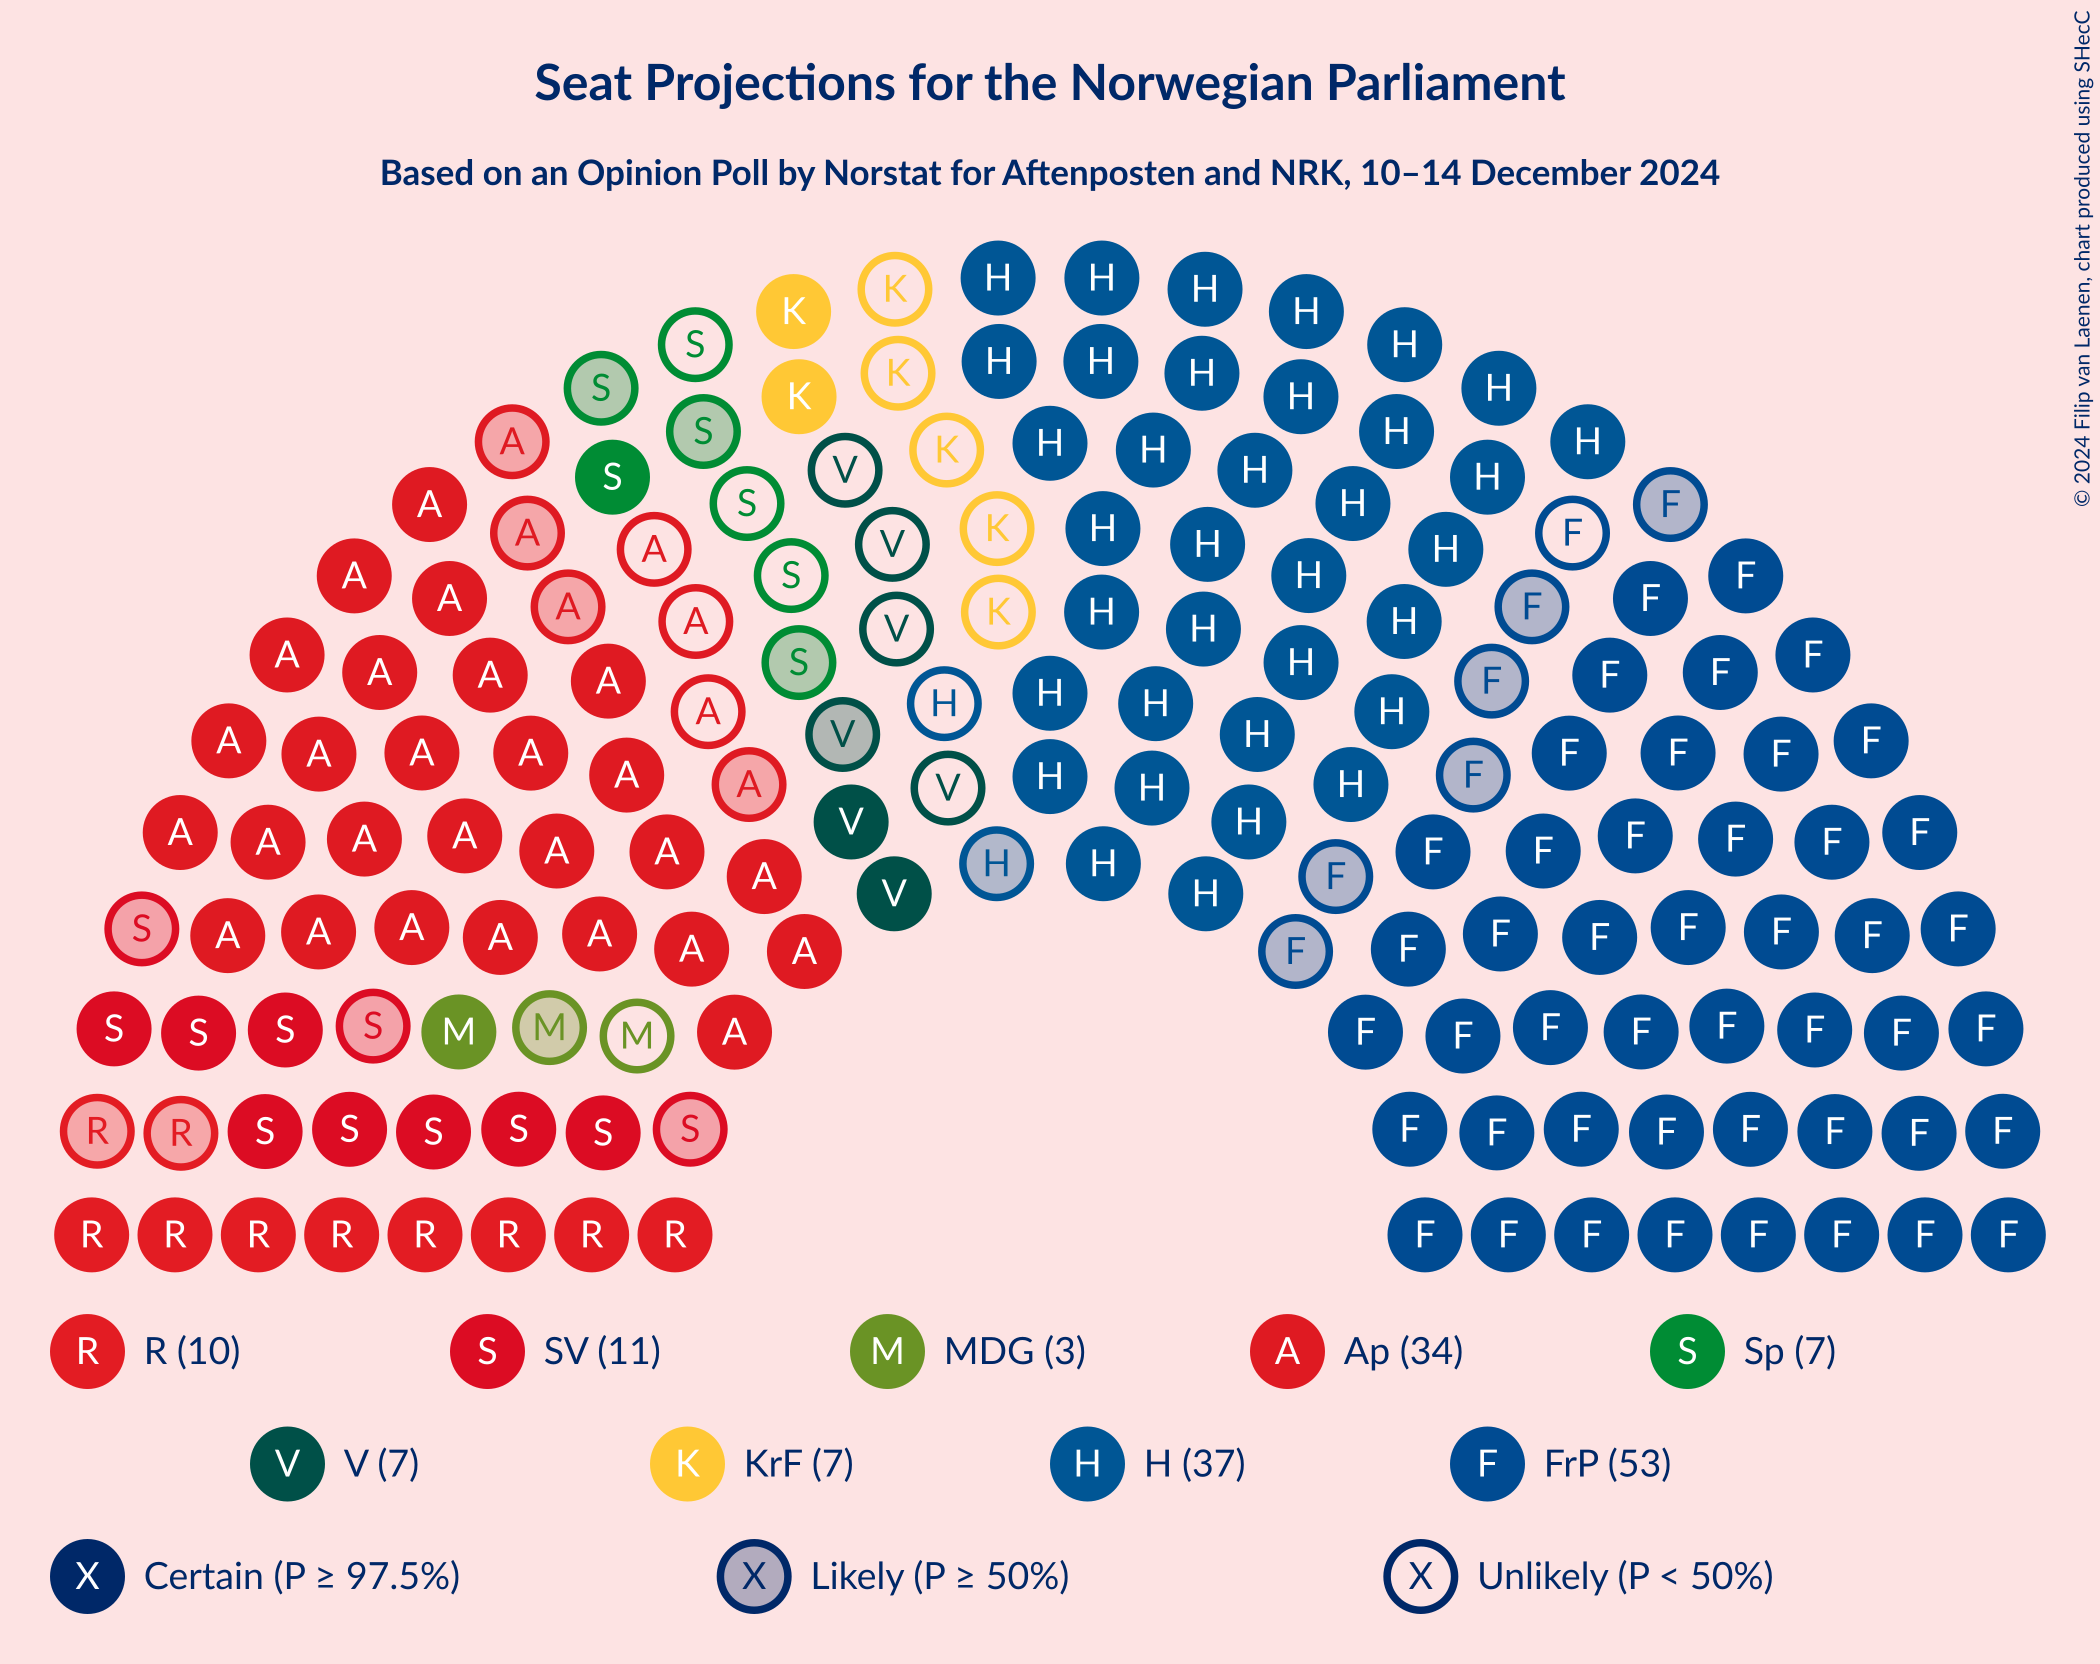 Seat Projections for the Norwegian Parliament
Based on an Opinion Poll by Norstat for Aftenposten and NRK, 10–14 December 2024
© 2024 Filip van Laenen, chart produced using SHecC
K H H H H
S K H
S S K K H H H H H
A S K H H
A S A S V K H H H H H F F
A A A A S V K H H H H F F F
A A A A A S V K H H H H F F F F
A A A A A A V H H H H H F F F F F
A A A A A A V V H H H H F F F F F F
A A A A A A A V H H H F F F F F F F
S A A A A A A A F F F F F F F F
S S S S M M M A F F F F F F F F
R R S S S S S S F F F F F F F F
R R R R R R R R F F F F F F F F
R R (10) S SV (11) M MDG (3) A Ap (34) S Sp (7)
V V (7) K KrF (7) H H (37) F FrP (53)
X Certain (P ≥ 97.5%) X Likely (P ≥ 50%) X Unlikely (P < 50%)